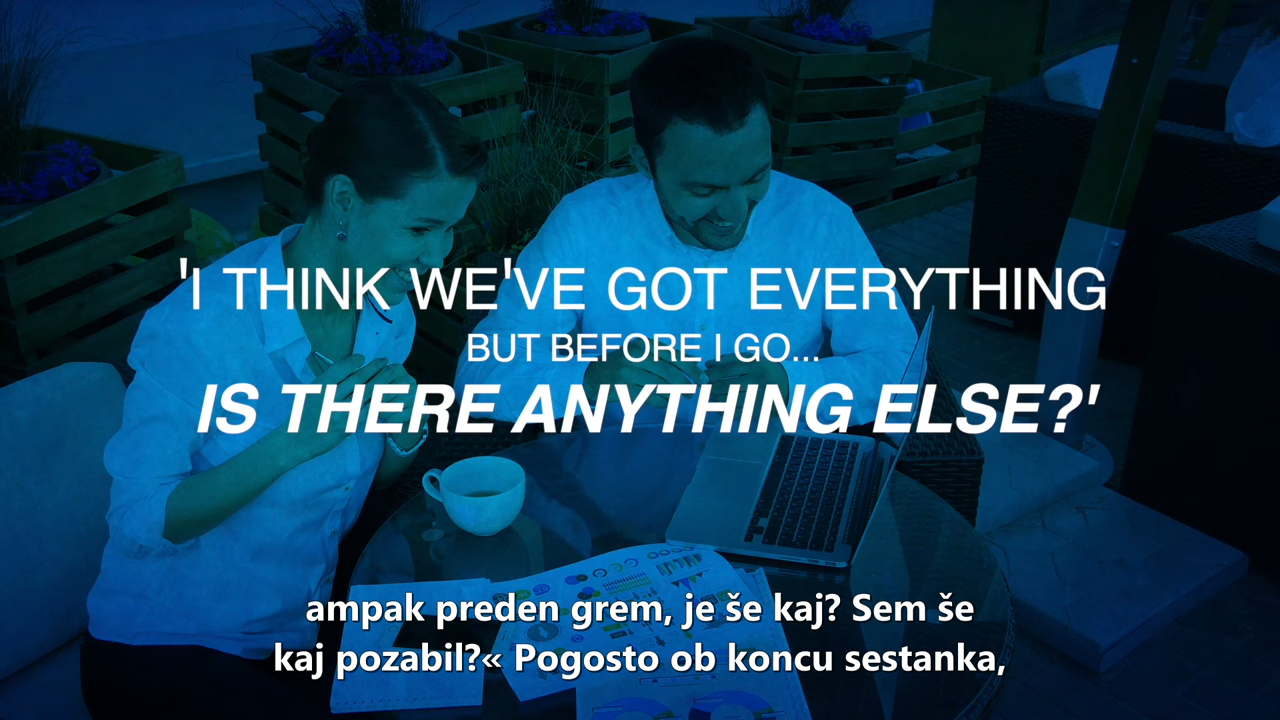 'I THINK WE'VE GOT EVERYTHING
BUT BEFORE I GO...
IS THERE ANYTHING ELSE?'
ampak preden grem, je še kaj? Sem še
kaj pozabil?« Pogosto ob koncu sestanka,